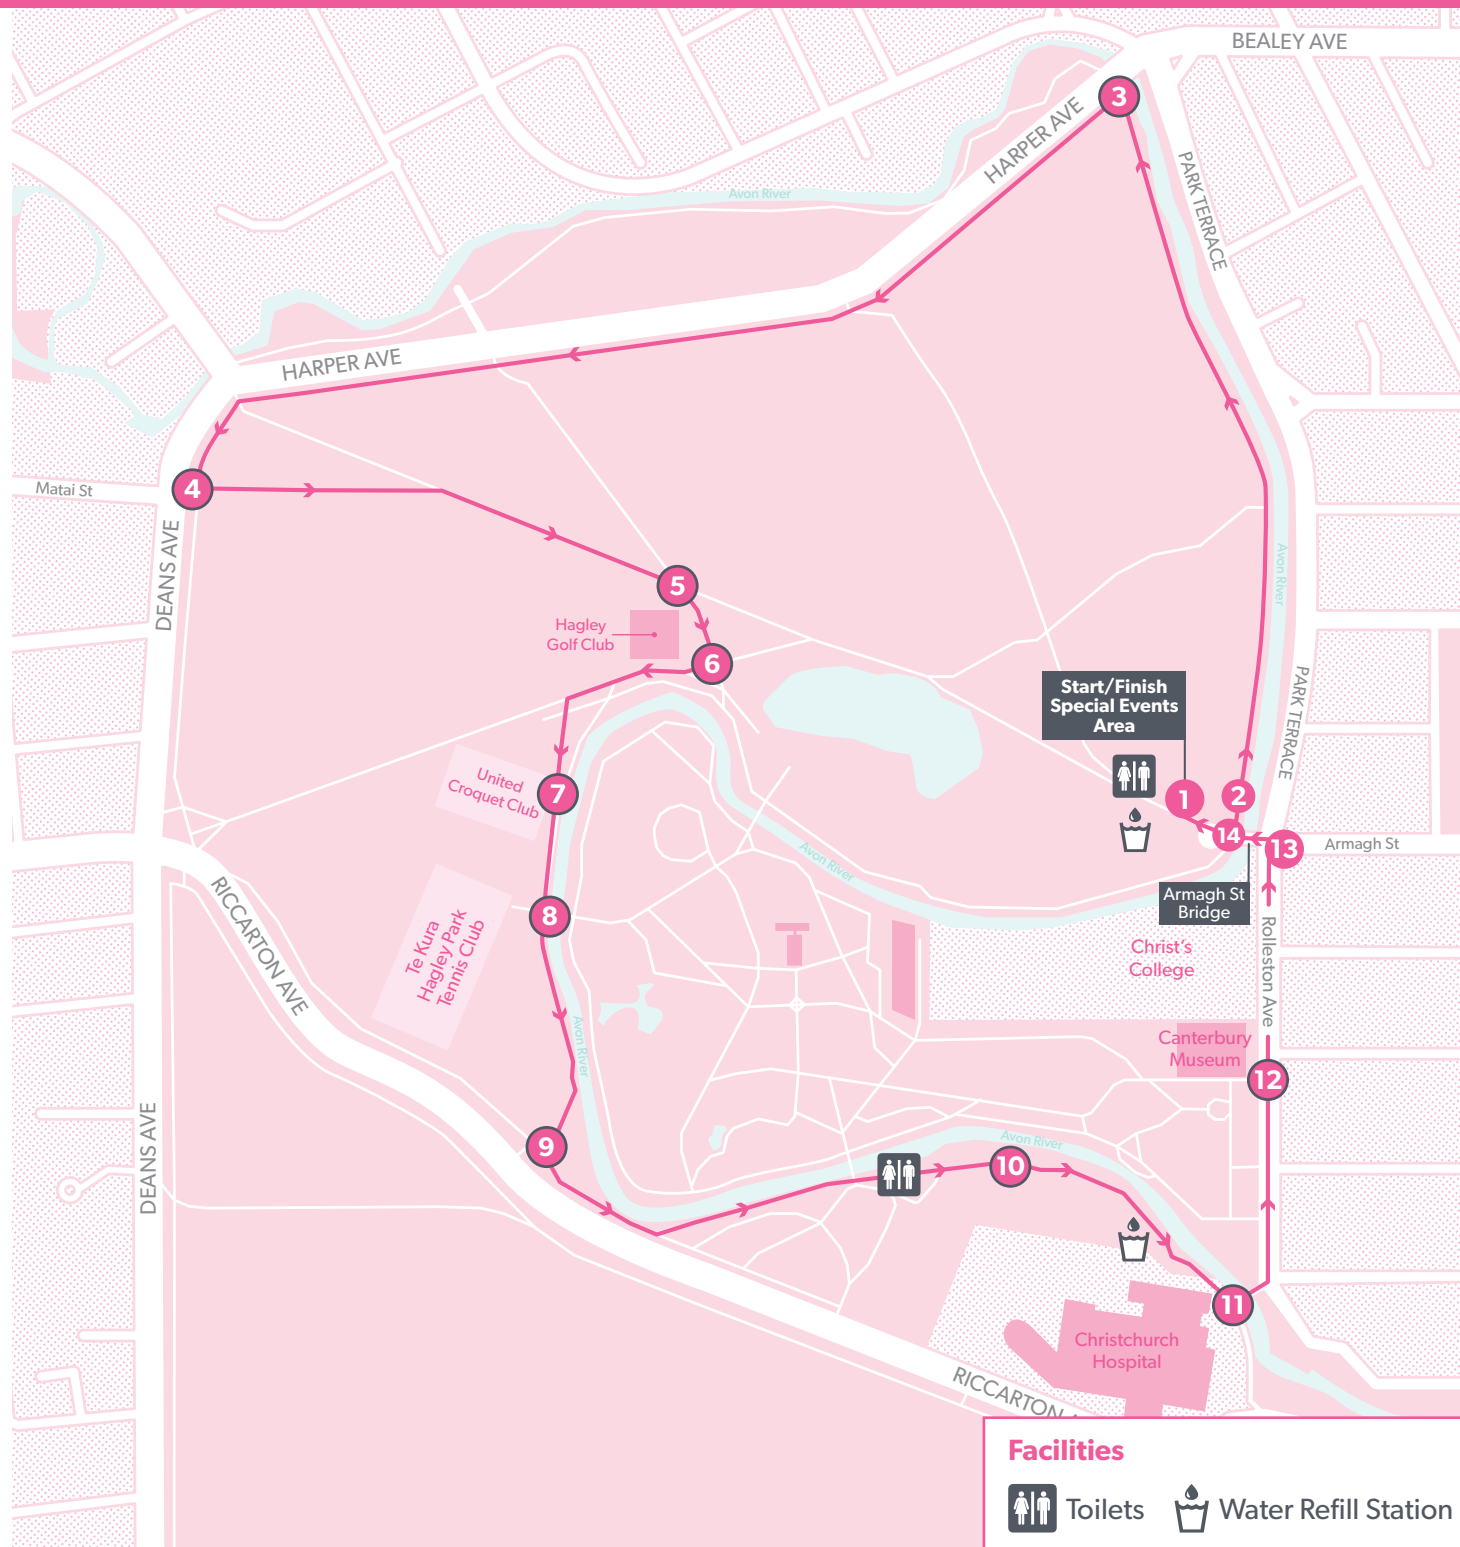 BEALEY AVE
3
HARPER AVE
PARK TERRACE
Avon River
HARPER AVE
4
Matai St
DEANS AVE
5
Hagley
Golf Club
6
Avon River
PARK TERRACE
Start/Finish
Special Events
Area
1
2
14
13
Armagh St
Armagh St
Bridge
United
Croquet Club
7
Avon River
8
Te Kura
Hagley Park
Tennis Club
RICCARTON AVE
Christ's
College
Rolleston Ave
Avon River
Canterbury
Museum
12
DEANS AVE
9
Avon River
10
11
Christchurch
Hospital
RICCARTON
Facilities
Toilets
Water Refill Station